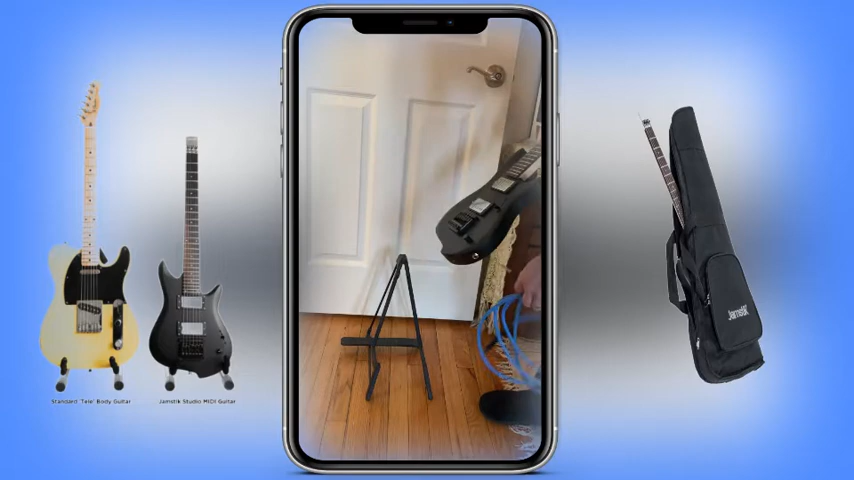 Standard 'Tele' Body Guitar
Jamstik Studio MIDI Guitar
Jamstik